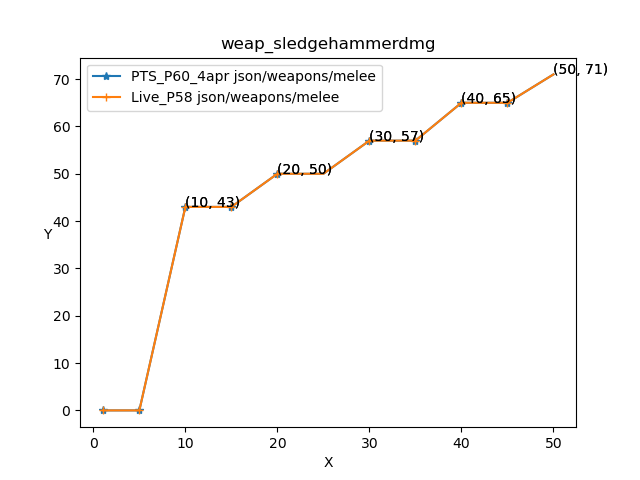 weap_sledgehammerdmg
PTS_P60_4apr json/weapons/melee
Live_P58 json/weapons/melee
(50, 71)
(40, 65)
(30, 57)
(20, 50)
(10, 43)
70
60
50
40
30
20
10
0
Y
0 10 20 30 40 50
X